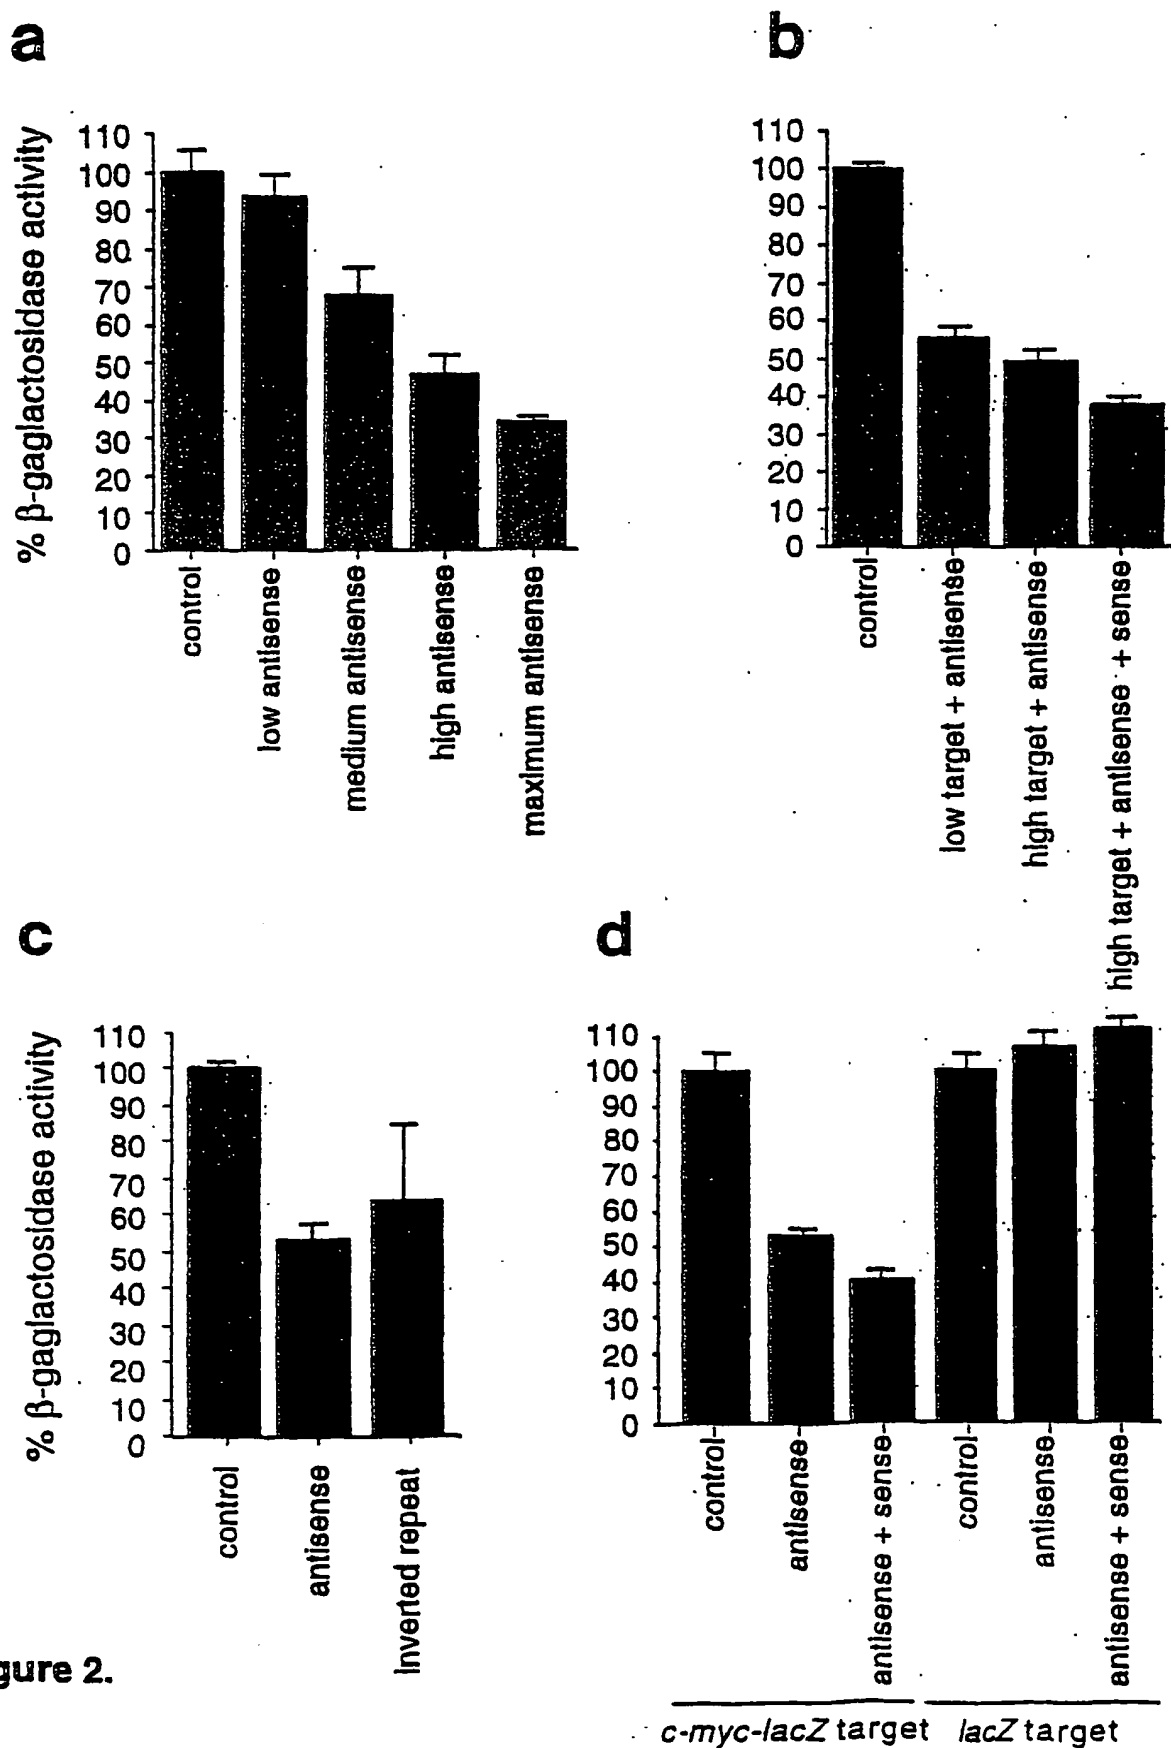 a
% β-gaglactosidase activity
110
100
90
80
70
60
50
40
30
20
10
0
control
low antisense
medium antisense
high antisense
maximum antisense
b
110
100
90
80
70
60
50
40
30
20
10
0
control
low target + antisense
high target + antisense
high target + antisense + sense
c
% β-gaglactosidase activity
110
100
90
80
70
60
50
40
30
20
10
0
control
antisense
inverted repeat
d
110
100
90
80
70
60
50
40
30
20
10
0
control
antisense
antisense + sense
control
antisense
antisense + sense
c-myc-lacZ target
lacZ target
gure 2.